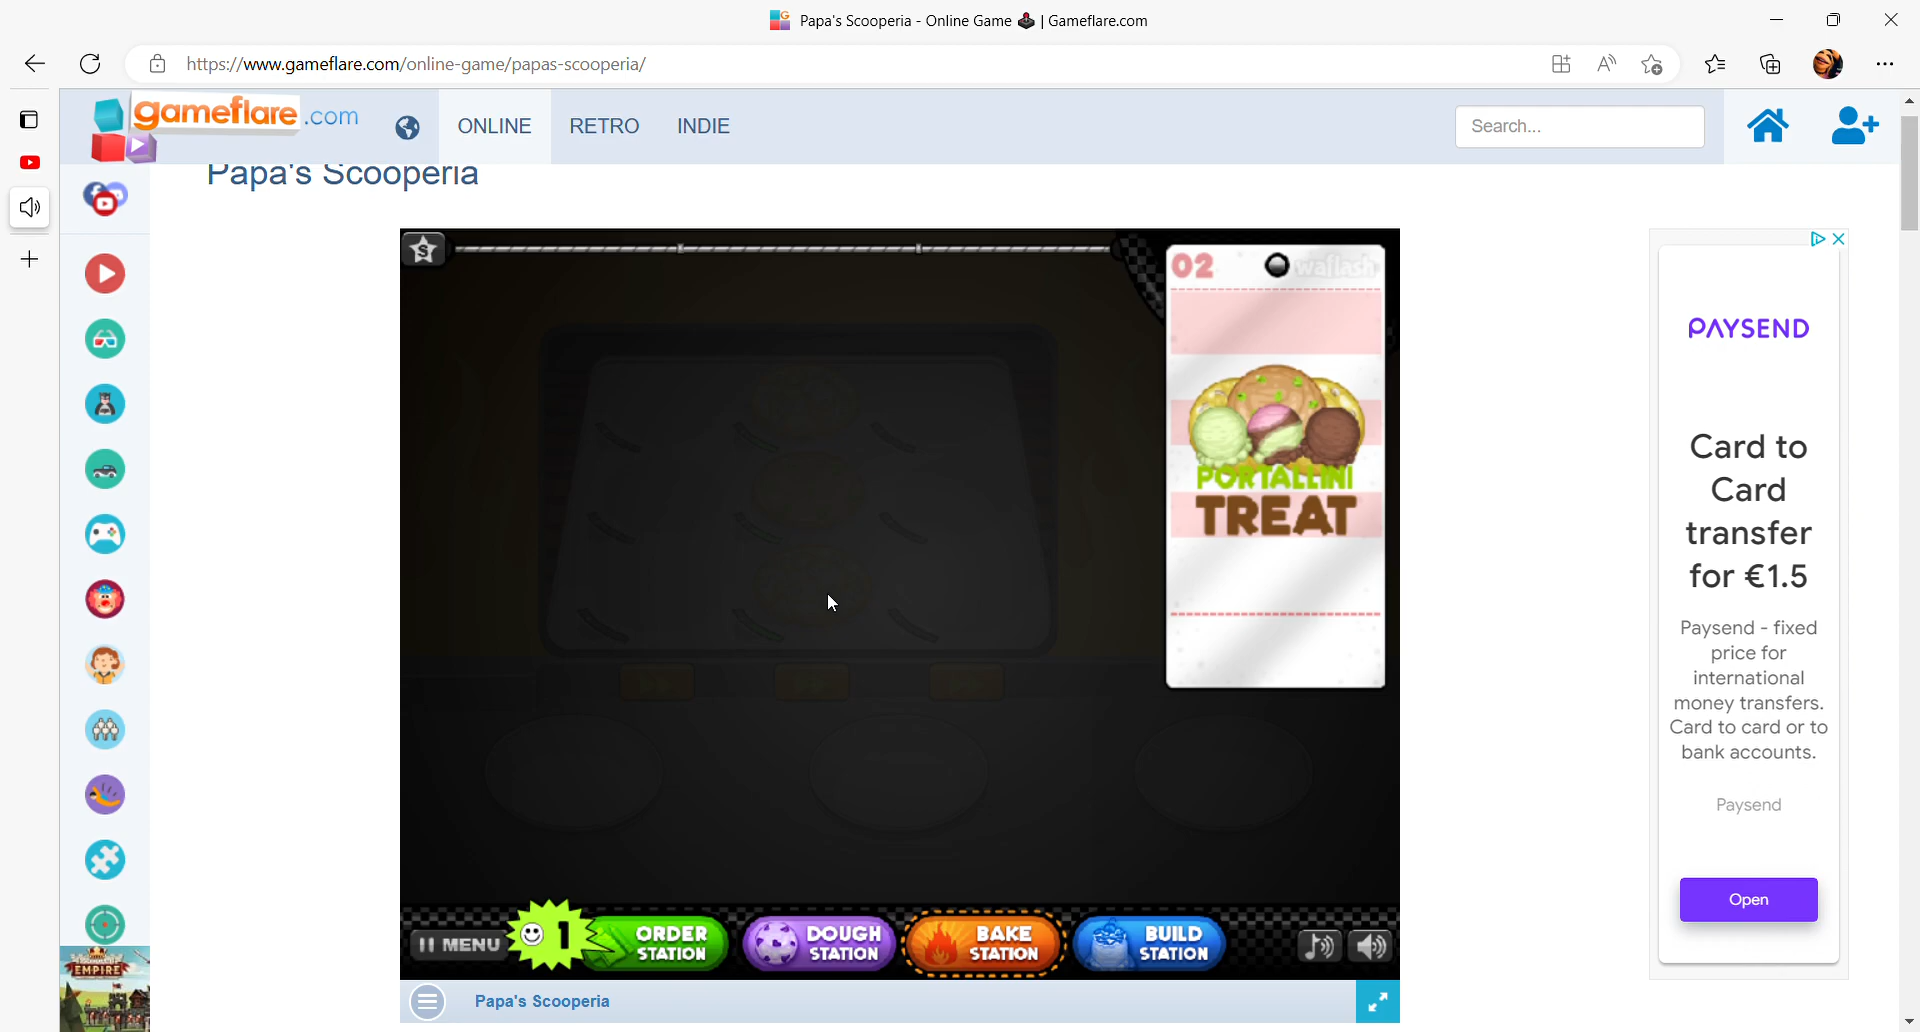 Papa's Scooperia - Online Game 🕹 | Gameflare.com
https://www.gameflare.com/online-game/papas-scooperia/
gameflare.com
ONLINE
RETRO
INDIE
Search...
Papa's Scooperia
S
02
waflash
PORTALLINI
TREAT
MENU
1
ORDER
STATION
DOUGH
STATION
BAKE
STATION
BUILD
STATION
Papa's Scooperia
PAYSEND
Card to
Card
transfer
for €1.5
Paysend - fixed
price for
international
money transfers.
Card to card or to
bank accounts.
Paysend
Open
EMPIRE